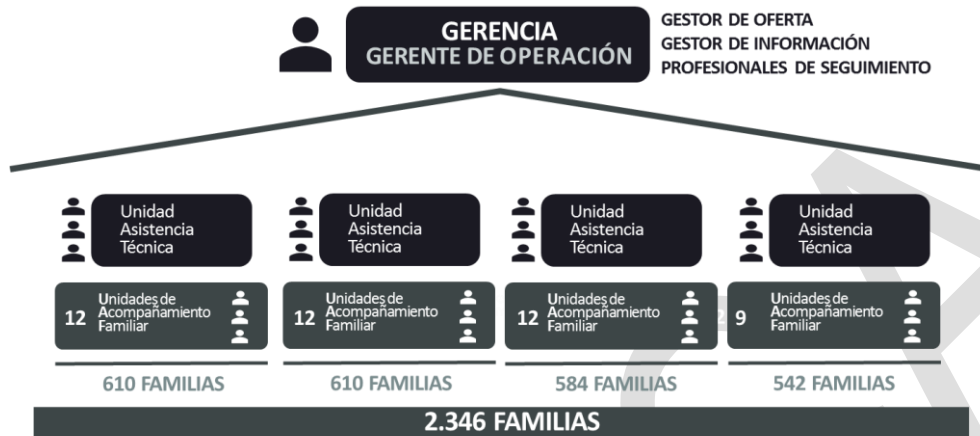 GERENCIA
GERENTE DE OPERACIÓN
GESTOR DE OFERTA
GESTOR DE INFORMACIÓN
PROFESIONALES DE SEGUIMIENTO
Unidad
Asistencia
Técnica
Unidad
Asistencia
Técnica
Unidad
Asistencia
Técnica
Unidad
Asistencia
Técnica
12
Unidades de
Acompañamiento
Familiar
12
Unidades de
Acompañamiento
Familiar
12
Unidades de
Acompañamiento
Familiar
9
Unidades de
Acompañamiento
Familiar
610 FAMILIAS
610 FAMILIAS
584 FAMILIAS
542 FAMILIAS
2.346 FAMILIAS